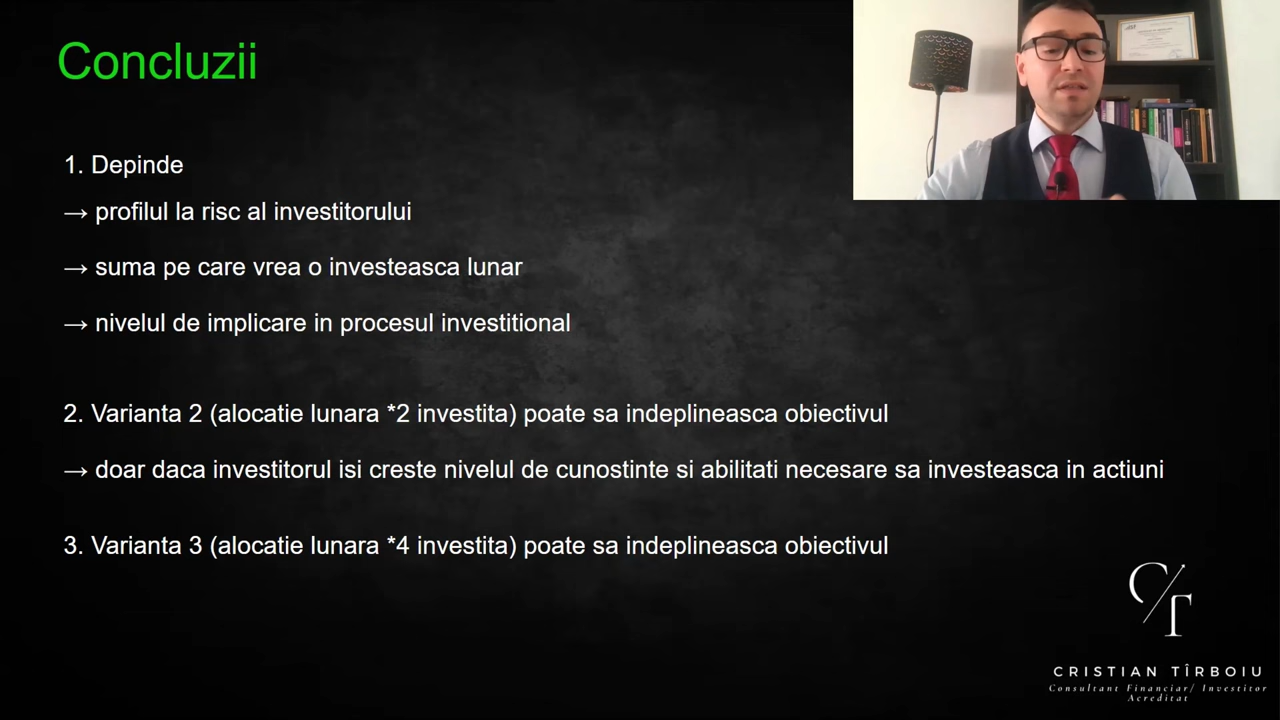 Concluzii
1. Depinde
→ profilul la risc al investitorului
→ suma pe care vrea o investeasca lunar
→ nivelul de implicare in procesul investitional
2. Varianta 2 (alocatie lunara *2 investita) poate sa indeplineasca obiectivul
→ doar daca investitorul isi creste nivelul de cunostinte si abilitati necesare sa investeasca in actiuni
3. Varianta 3 (alocatie lunara *4 investita) poate sa indeplineasca obiectivul
CT
CRISTIAN TÎRBOIU
Consultant Financiar/ Investitor
Acreditat